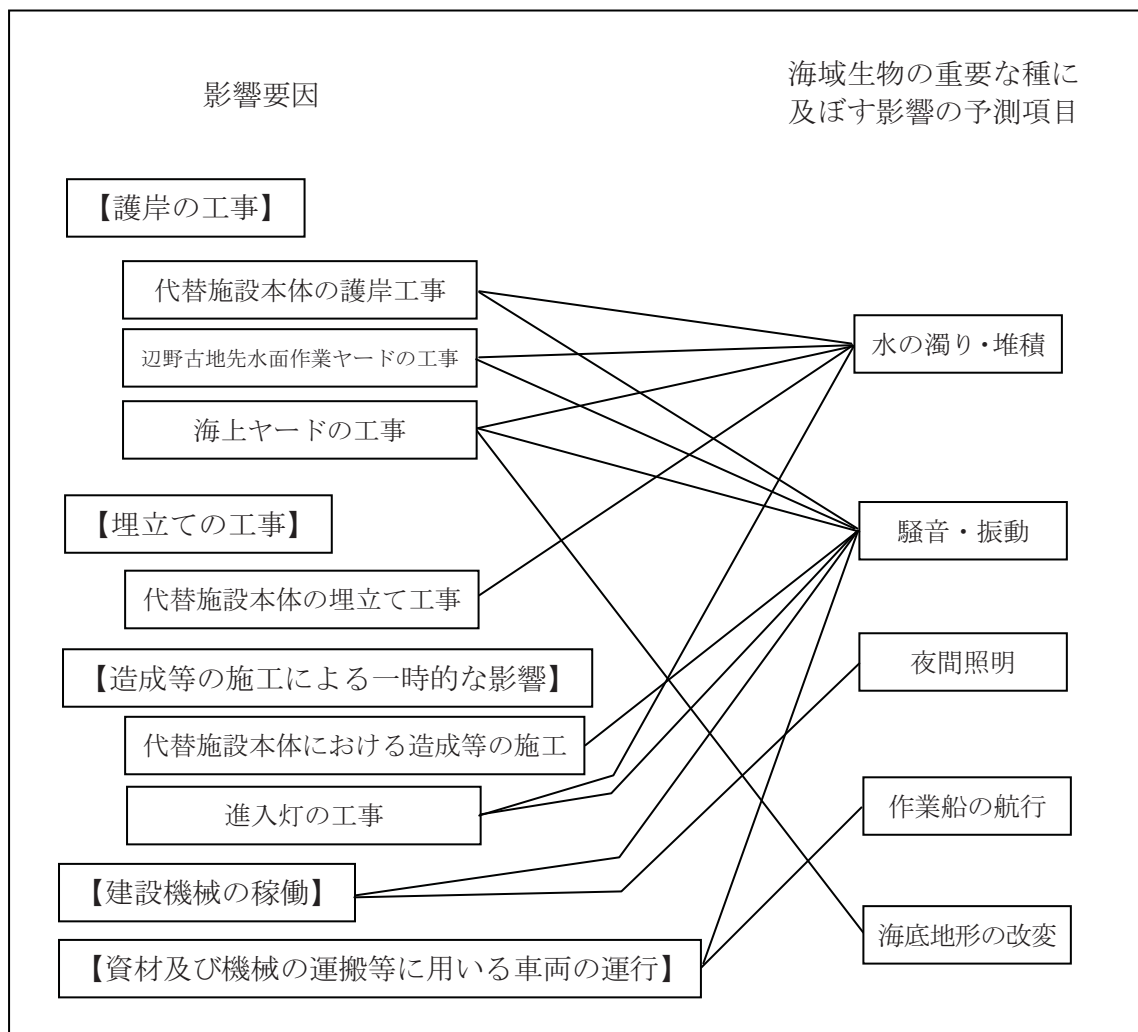 影響要因
海域生物の重要な種に
及ぼす影響の予測項目
【護岸の工事】
代替施設本体の護岸工事
辺野古地先水面作業ヤードの工事
海上ヤードの工事
【埋立ての工事】
代替施設本体の埋立て工事
【造成等の施工による一時的な影響】
代替施設本体における造成等の施工
進入灯の工事
【建設機械の稼働】
【資材及び機械の運搬等に用いる車両の運行】
水の濁り・堆積
騒音・振動
夜間照明
作業船の航行
海底地形の改変